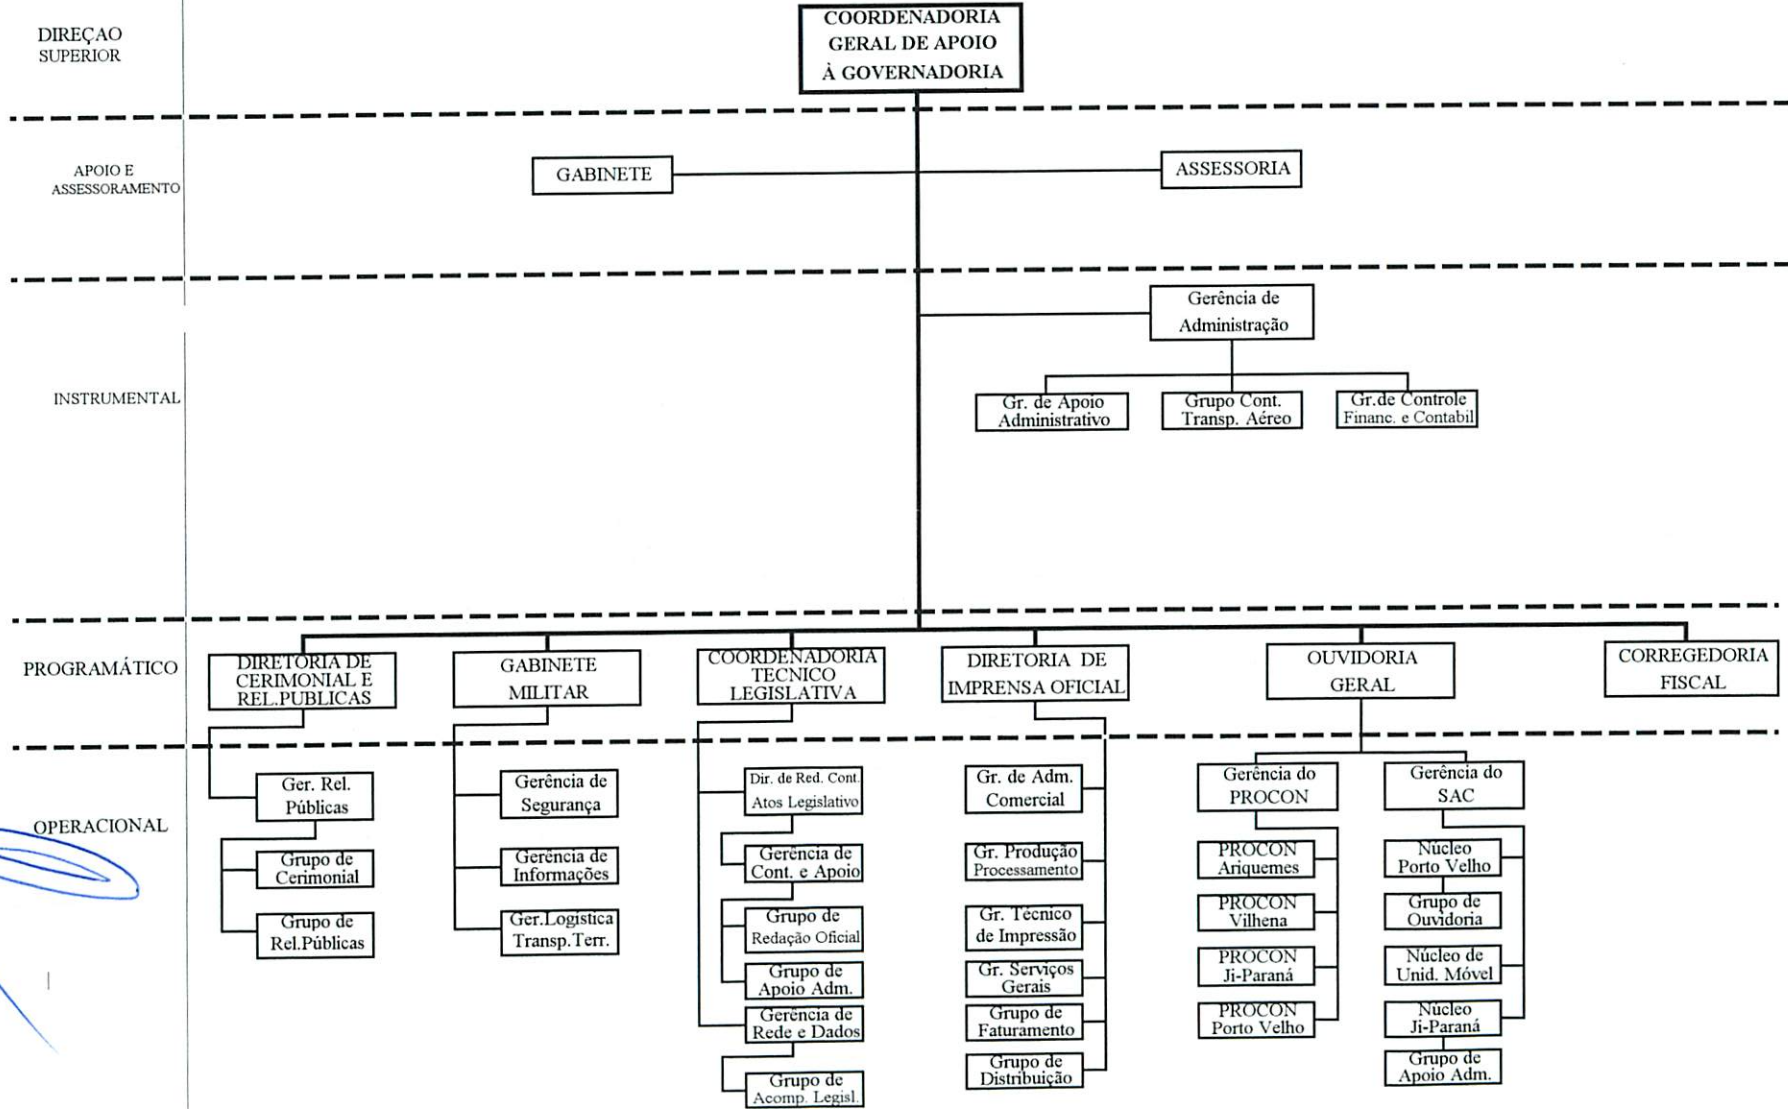 DIREÇAO
SUPERIOR
COORDENADORIA
GERAL DE APOIO
À GOVERNADORIA
APOIO E
ASSESSORAMENTO
GABINETE
ASSESSORIA
INSTRUMENTAL
Gerência de
Administração
Gr. de Apoio
Administrativo
Grupo Cont.
Transp. Aéreo
Gr.de Controle
Financ. e Contabil
PROGRAMÁTICO
DIRETORIA DE
CERIMONIAL E
REL.PUBLICAS
GABINETE
MILITAR
COORDENADORIA
TECNICO
LEGISLATIVA
DIRETORIA DE
IMPRENSA OFICIAL
OUVIDORIA
GERAL
CORREGEDORIA
FISCAL
OPERACIONAL
Ger. Rel.
Públicas
Grupo de
Cerimonial
Grupo de
Rel.Públicas
Gerência de
Segurança
Gerência de
Informações
Ger.Logística
Transp.Terr.
Dir. de Red. Cont.
Atos Legislativo
Gerência de
Cont. e Apoio
Grupo de
Redação Oficial
Grupo de
Apoio Adm.
Gerência de
Rede e Dados
Grupo de
Acomp. Legisl.
Gr. de Adm.
Comercial
Gr. Produção
Processamento
Gr. Técnico
de Impressão
Gr. Serviços
Gerais
Grupo de
Faturamento
Grupo de
Distribuição
Gerência do
PROCON
PROCON
Ariquemes
PROCON
Vilhena
PROCON
Ji-Paraná
PROCON
Porto Velho
Gerência do
SAC
Núcleo
Porto Velho
Grupo de
Ouvidoria
Núcleo de
Unid. Móvel
Núcleo
Ji-Paraná
Grupo de
Apoio Adm.